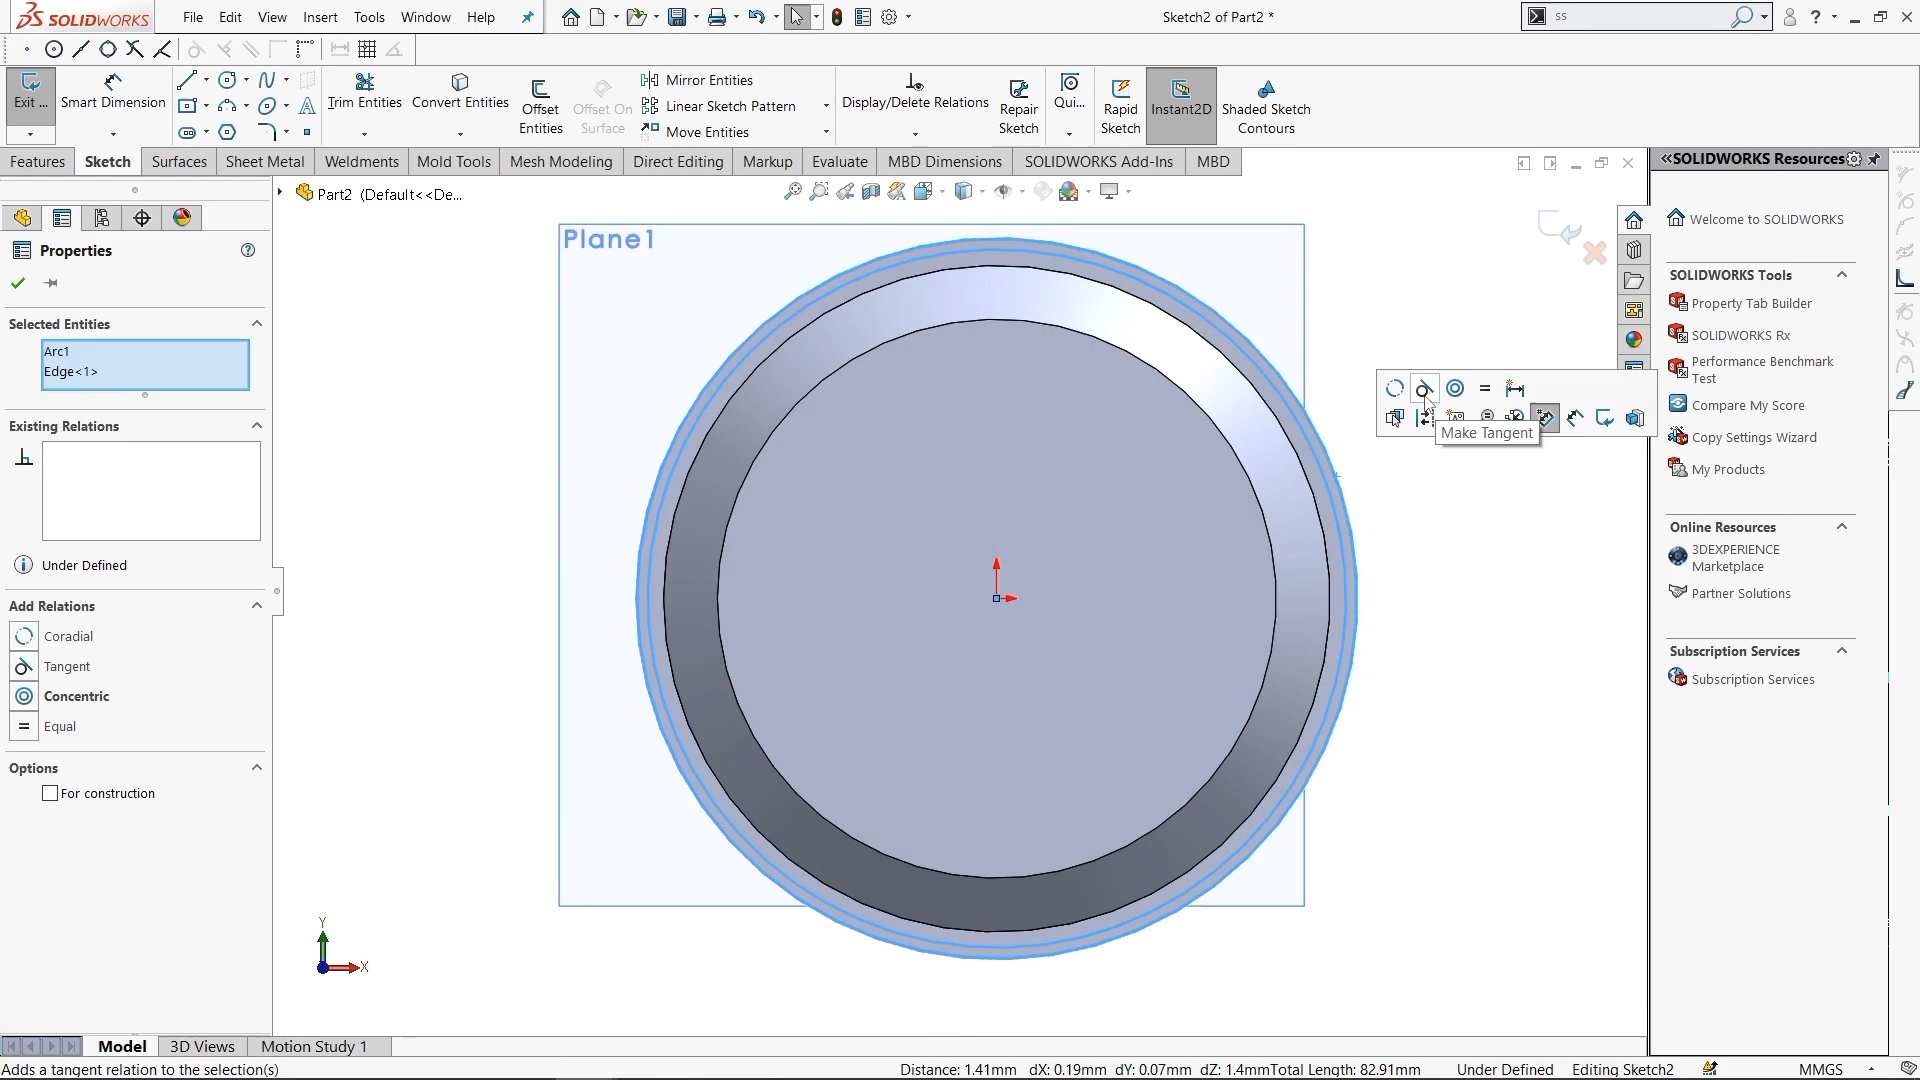 SOLIDWORKS
File Edit View Insert Tools Window Help
Sketch2 of Part2 *
ss
Exit ...
Smart Dimension
Trim Entities
Convert Entities
Offset Entities
Offset On Surface
Mirror Entities
Linear Sketch Pattern
Move Entities
Display/Delete Relations
Repair Sketch
Qui...
Rapid Sketch
Instant2D
Shaded Sketch Contours
Features Sketch Surfaces Sheet Metal Weldments Mold Tools Mesh Modeling Direct Editing Markup Evaluate MBD Dimensions SOLIDWORKS Add-Ins MBD
Part2 (Default<<De...
Properties
Selected Entities
Arc1
Edge<1>
Existing Relations
Under Defined
Add Relations
Coradial
Tangent
Concentric
Equal
Options
For construction
Plane1
Make Tangent
Y
X
SOLIDWORKS Resources
Welcome to SOLIDWORKS
SOLIDWORKS Tools
Property Tab Builder
SOLIDWORKS Rx
Performance Benchmark
Test
Compare My Score
Copy Settings Wizard
My Products
Online Resources
3DEXPERIENCE
Marketplace
Partner Solutions
Subscription Services
Subscription Services
Model 3D Views Motion Study 1
Adds a tangent relation to the selection(s)
Distance: 1.41mm dX: 0.19mm dY: 0.07mm dZ: 1.4mmTotal Length: 82.91mm Under Defined Editing Sketch2 MMGS